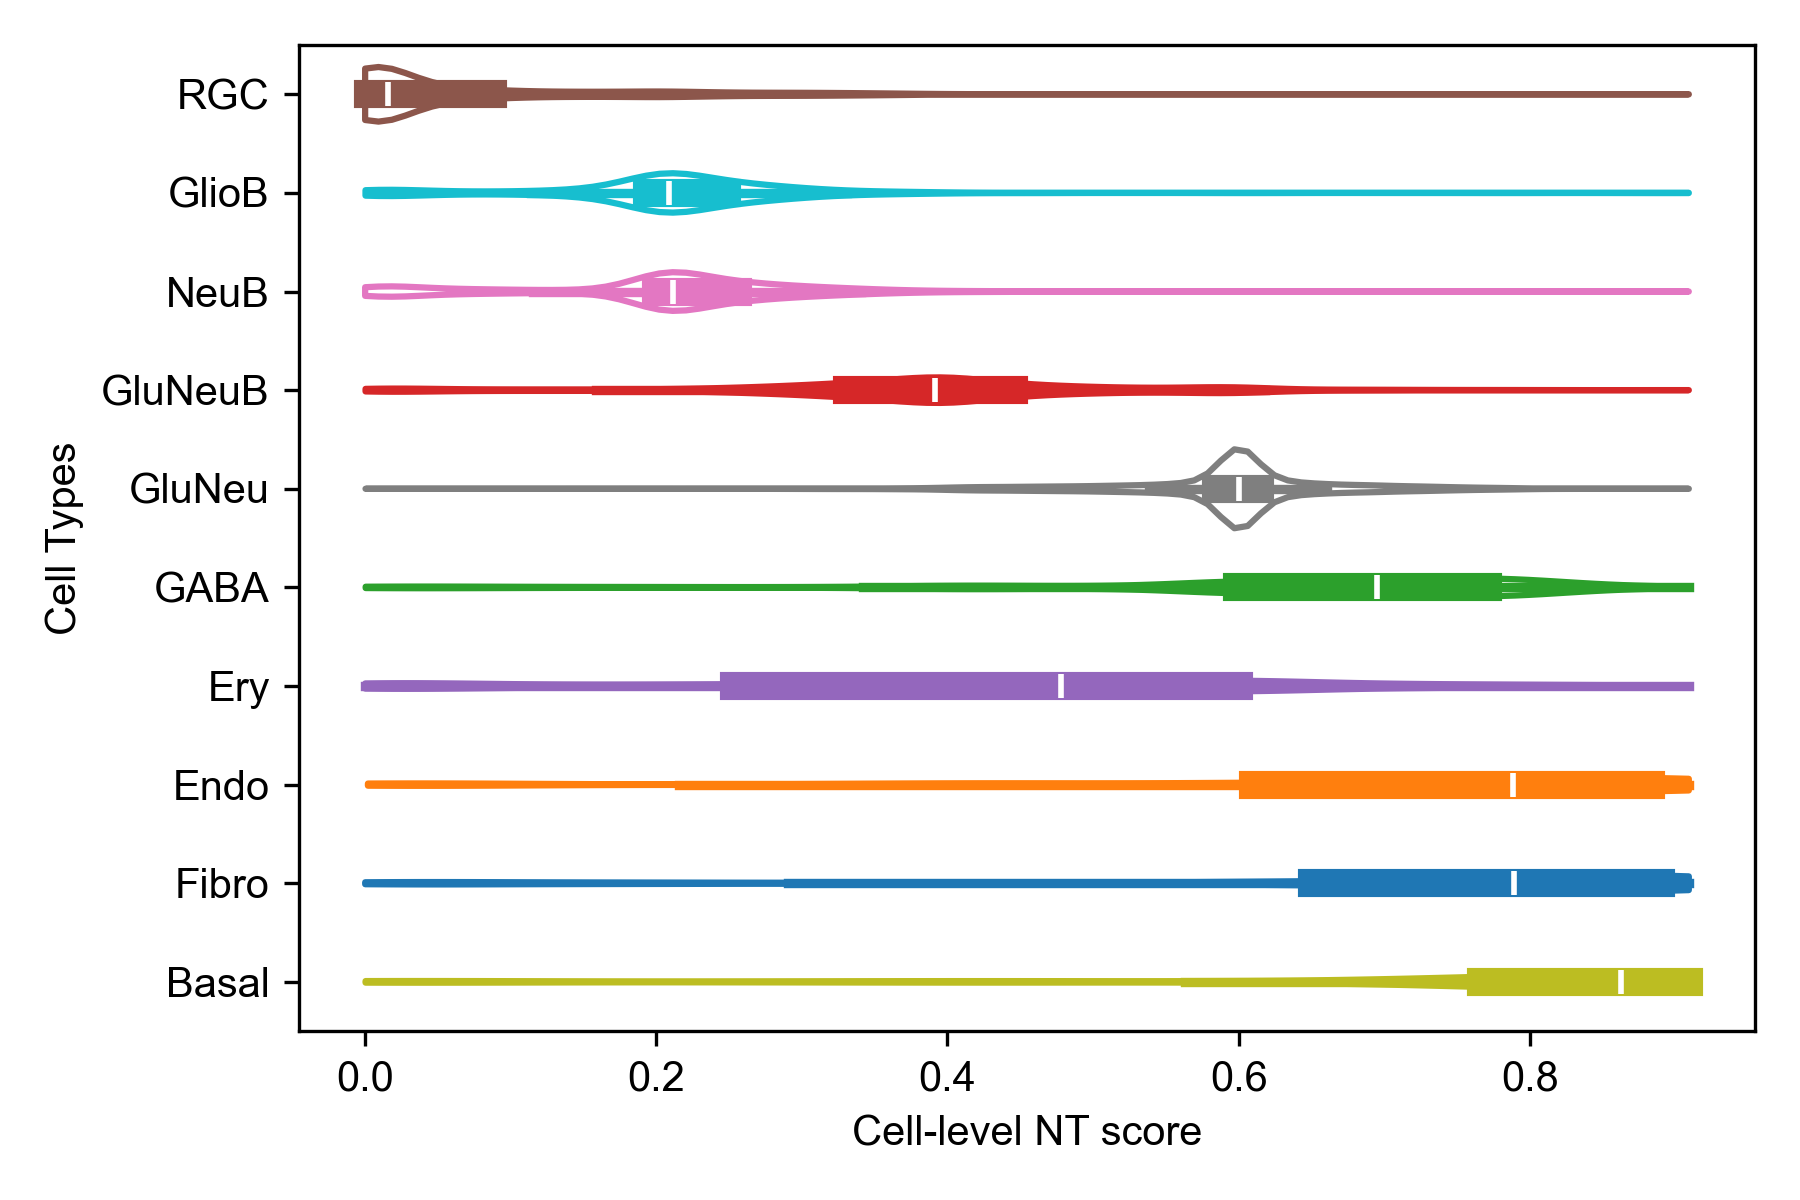 RGC
GlioB
NeuB
GluNeuB
GluNeu
GABA
Ery
Endo
Fibro
Basal
Cell Types
0.0 0.2 0.4 0.6 0.8
Cell-level NT score